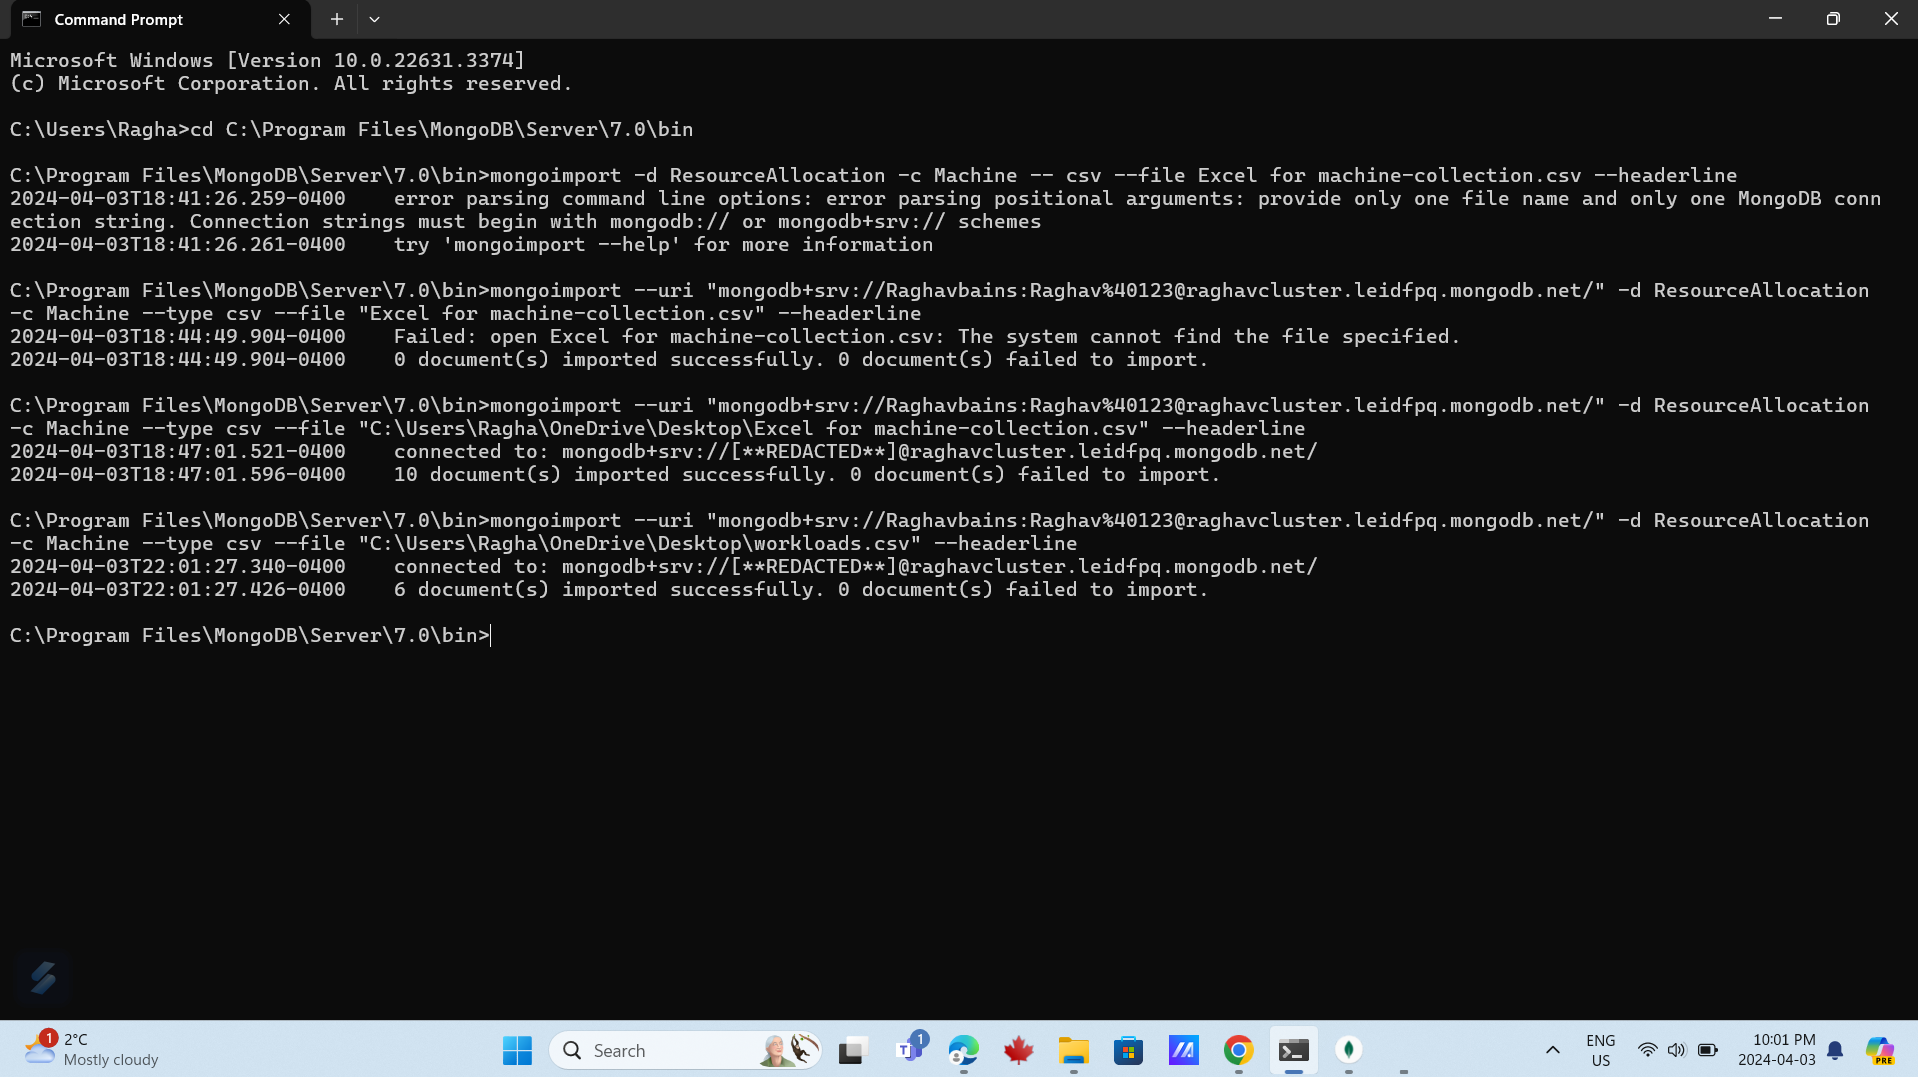 Command Prompt
Microsoft Windows [Version 10.0.22631.3374]
(c) Microsoft Corporation. All rights reserved.
C:\Users\Ragha>cd C:\Program Files\MongoDB\Server\7.0\bin
C:\Program Files\MongoDB\Server\7.0\bin>mongoimport -d ResourceAllocation -c Machine -- csv --file Excel for machine-collection.csv --headerline
2024-04-03T18:41:26.259-0400    error parsing command line options: error parsing positional arguments: provide only one file name and only one MongoDB conn
ection string. Connection strings must begin with mongodb:// or mongodb+srv:// schemes
2024-04-03T18:41:26.261-0400    try 'mongoimport --help' for more information
C:\Program Files\MongoDB\Server\7.0\bin>mongoimport --uri "mongodb+srv://Raghavbains:Raghav%40123@raghavcluster.leidfpq.mongodb.net/" -d ResourceAllocation
-c Machine --type csv --file "Excel for machine-collection.csv" --headerline
2024-04-03T18:44:49.904-0400    Failed: open Excel for machine-collection.csv: The system cannot find the file specified.
2024-04-03T18:44:49.904-0400    0 document(s) imported successfully. 0 document(s) failed to import.
C:\Program Files\MongoDB\Server\7.0\bin>mongoimport --uri "mongodb+srv://Raghavbains:Raghav%40123@raghavcluster.leidfpq.mongodb.net/" -d ResourceAllocation
-c Machine --type csv --file "C:\Users\Ragha\OneDrive\Desktop\Excel for machine-collection.csv" --headerline
2024-04-03T18:47:01.521-0400    connected to: mongodb+srv://[**REDACTED**]@raghavcluster.leidfpq.mongodb.net/
2024-04-03T18:47:01.596-0400    10 document(s) imported successfully. 0 document(s) failed to import.
C:\Program Files\MongoDB\Server\7.0\bin>mongoimport --uri "mongodb+srv://Raghavbains:Raghav%40123@raghavcluster.leidfpq.mongodb.net/" -d ResourceAllocation
-c Machine --type csv --file "C:\Users\Ragha\OneDrive\Desktop\workloads.csv" --headerline
2024-04-03T22:01:27.340-0400    connected to: mongodb+srv://[**REDACTED**]@raghavcluster.leidfpq.mongodb.net/
2024-04-03T22:01:27.426-0400    6 document(s) imported successfully. 0 document(s) failed to import.
C:\Program Files\MongoDB\Server\7.0\bin>
1
2°C
Mostly cloudy
Search
T
1
ENG
US
10:01 PM
2024-04-03
PRE